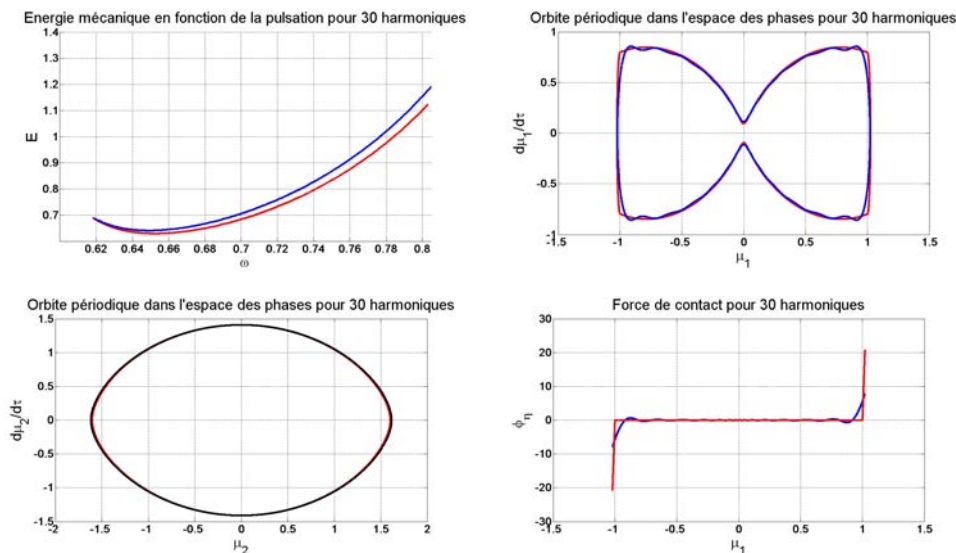 Energie mécanique en fonction de la pulsation pour 30 harmoniques
1.4
1.3
1.2
1.1
1
0.9
0.8
0.7
E
0.62 0.64 0.66 0.68 0.7 0.72 0.74 0.76 0.78 0.8
ω
Orbite périodique dans l'espace des phases pour 30 harmoniques
1
0.5
0
-0.5
-1
dμ₁/dτ
-1.5 -1 -0.5 0 0.5 1 1.5
μ₁
Orbite périodique dans l'espace des phases pour 30 harmoniques
1.5
1
0.5
0
-0.5
-1
-1.5
dμ₂/dτ
-2 -1.5 -1 -0.5 0 0.5 1 1.5 2
μ₂
Force de contact pour 30 harmoniques
30
20
10
0
-10
-20
-30
ϕη
-1.5 -1 -0.5 0 0.5 1 1.5
μ₁